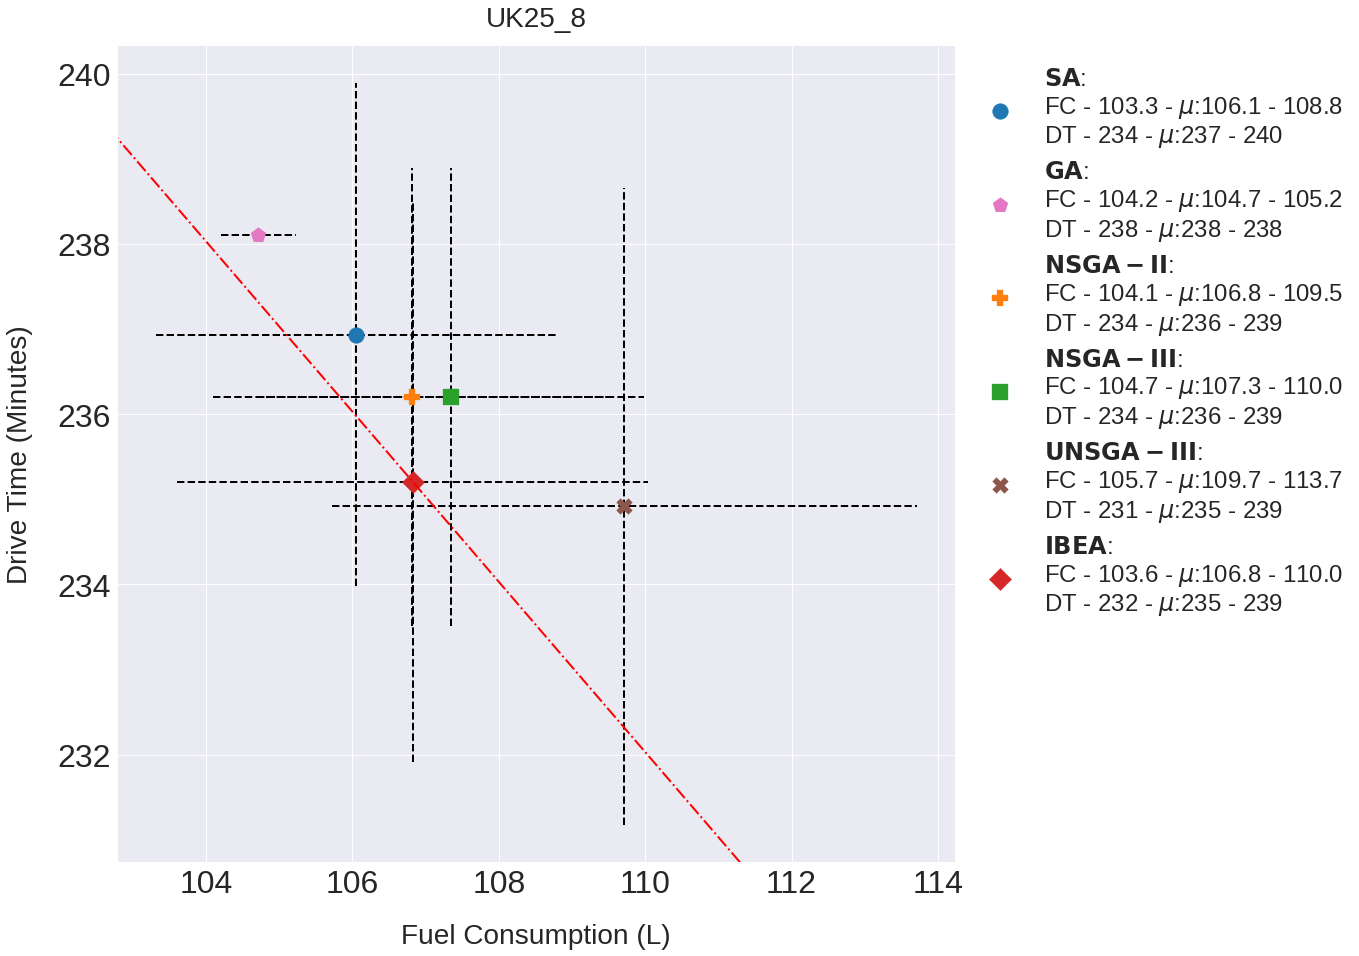 UK25_8
240
238
236
234
232
Drive Time (Minutes)
104 106 108 110 112 114
Fuel Consumption (L)
SA:
FC - 103.3 - μ:106.1 - 108.8
DT - 234 - μ:237 - 240
GA:
FC - 104.2 - μ:104.7 - 105.2
DT - 238 - μ:238 - 238
NSGA − II:
FC - 104.1 - μ:106.8 - 109.5
DT - 234 - μ:236 - 239
NSGA − III:
FC - 104.7 - μ:107.3 - 110.0
DT - 234 - μ:236 - 239
UNSGA − III:
FC - 105.7 - μ:109.7 - 113.7
DT - 231 - μ:235 - 239
IBEA:
FC - 103.6 - μ:106.8 - 110.0
DT - 232 - μ:235 - 239